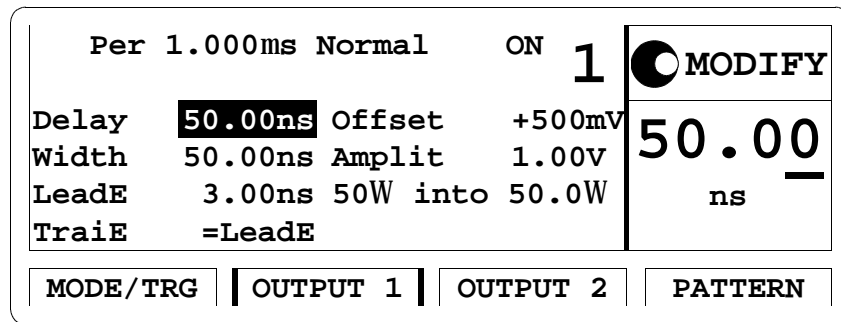 Per 1.000ms Normal ON 1
MODIFY
Delay 50.00ns Offset +500mV
Width 50.00ns Amplit 1.00V
LeadE 3.00ns 50W into 50.0W
TraiE =LeadE
50.00
ns
MODE/TRG OUTPUT 1 OUTPUT 2 PATTERN